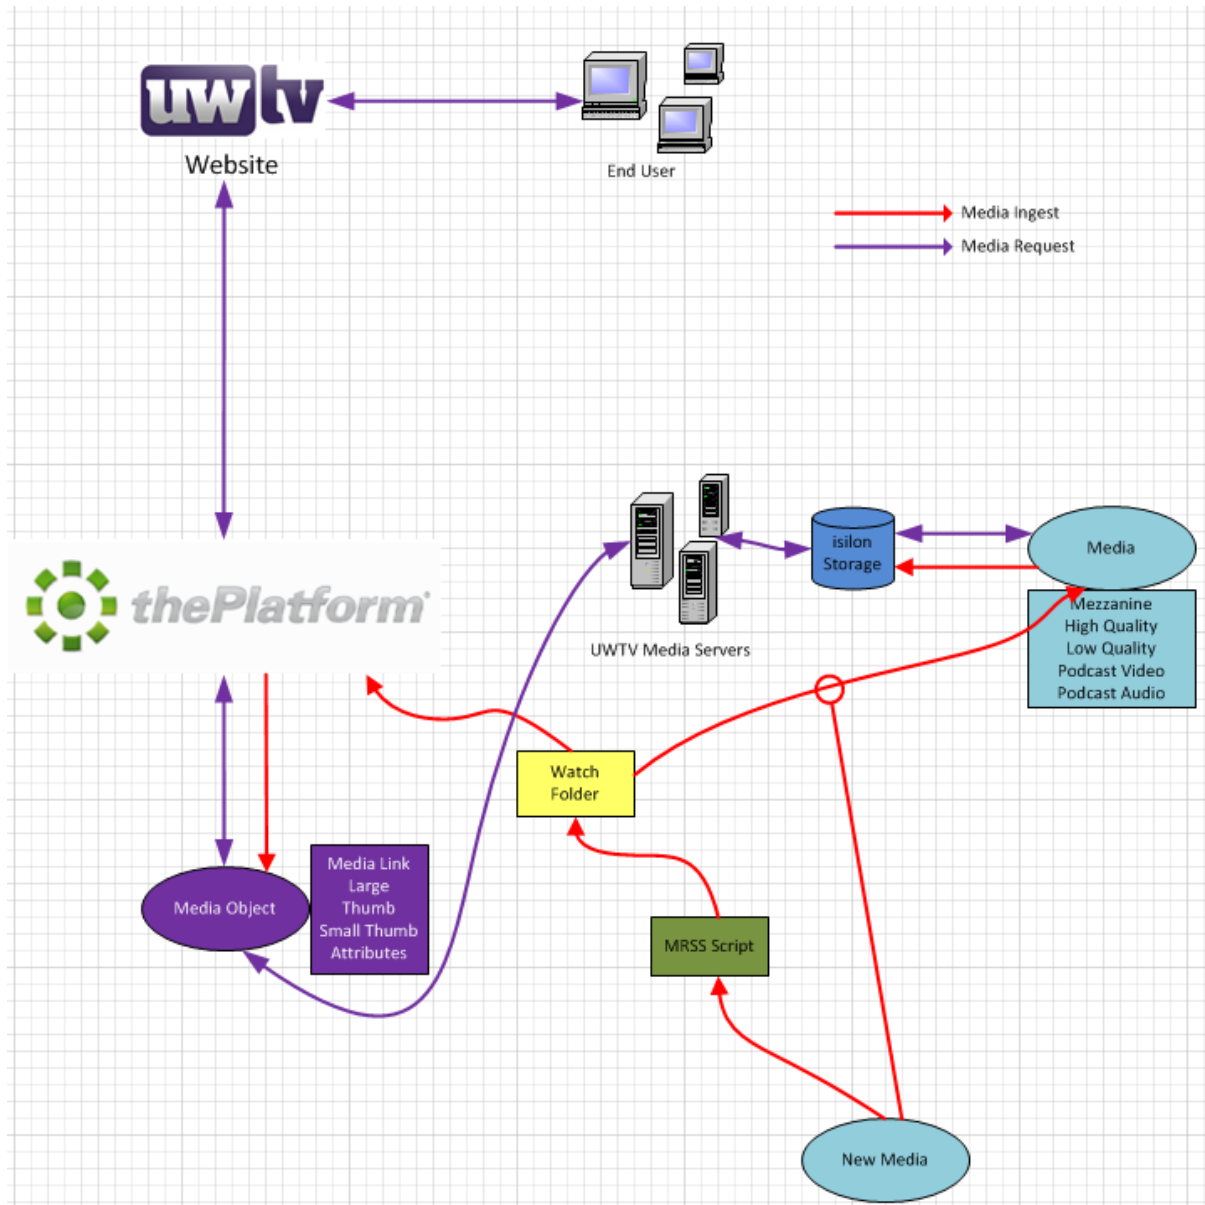 uwtv
Website
End User
Media Ingest
Media Request
isilon
Storage
Media
Mezzanine
High Quality
Low Quality
Podcast Video
Podcast Audio
thePlatform
UWTV Media Servers
Watch
Folder
Media Link
Large
Thumb
Small Thumb
Attributes
Media Object
MRSS Script
New Media